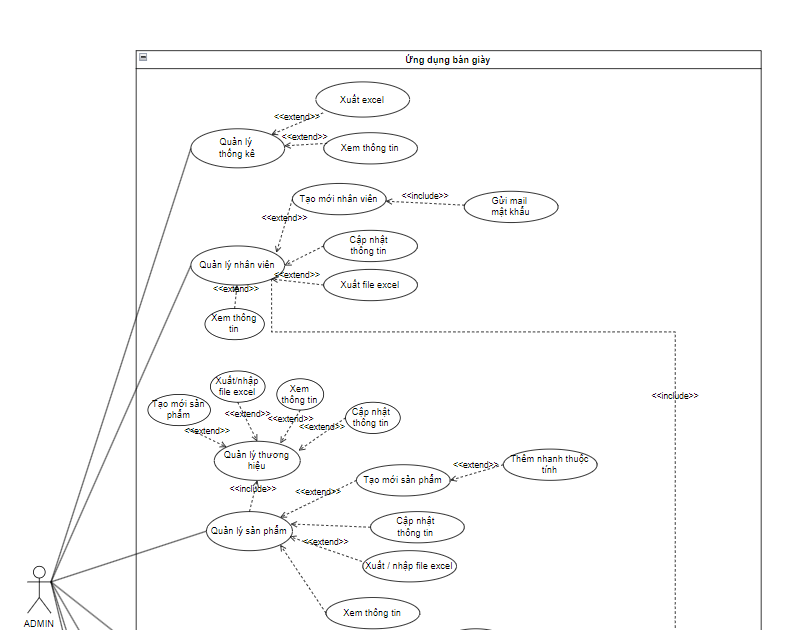 Ứng dụng bán giày
Xuất excel
<<extend>>
Quản lý
thống kê
<<extend>>
Xem thông tin
Tạo mới nhân viên
<<include>>
Gửi mail
mật khẩu
<<extend>>
Cập nhật
thông tin
Quản lý nhân viên
<<extend>>
Xuất file excel
<<extend>>
Xem thông
tin
<<include>>
Xuất/nhập
file excel
Xem
thông tin
Tạo mới sản
phẩm
Cập nhật
thông tin
<<extend>>
<<extend>>
<<extend>>
<<extend>>
Quản lý thương
hiệu
<<include>>
Tạo mới sản phẩm
<<extend>>
Thêm nhanh thuộc
tính
<<extend>>
Quản lý sản phẩm
Cập nhật
thông tin
<<extend>>
Xuất / nhập file excel
Xem thông tin
ADMIN